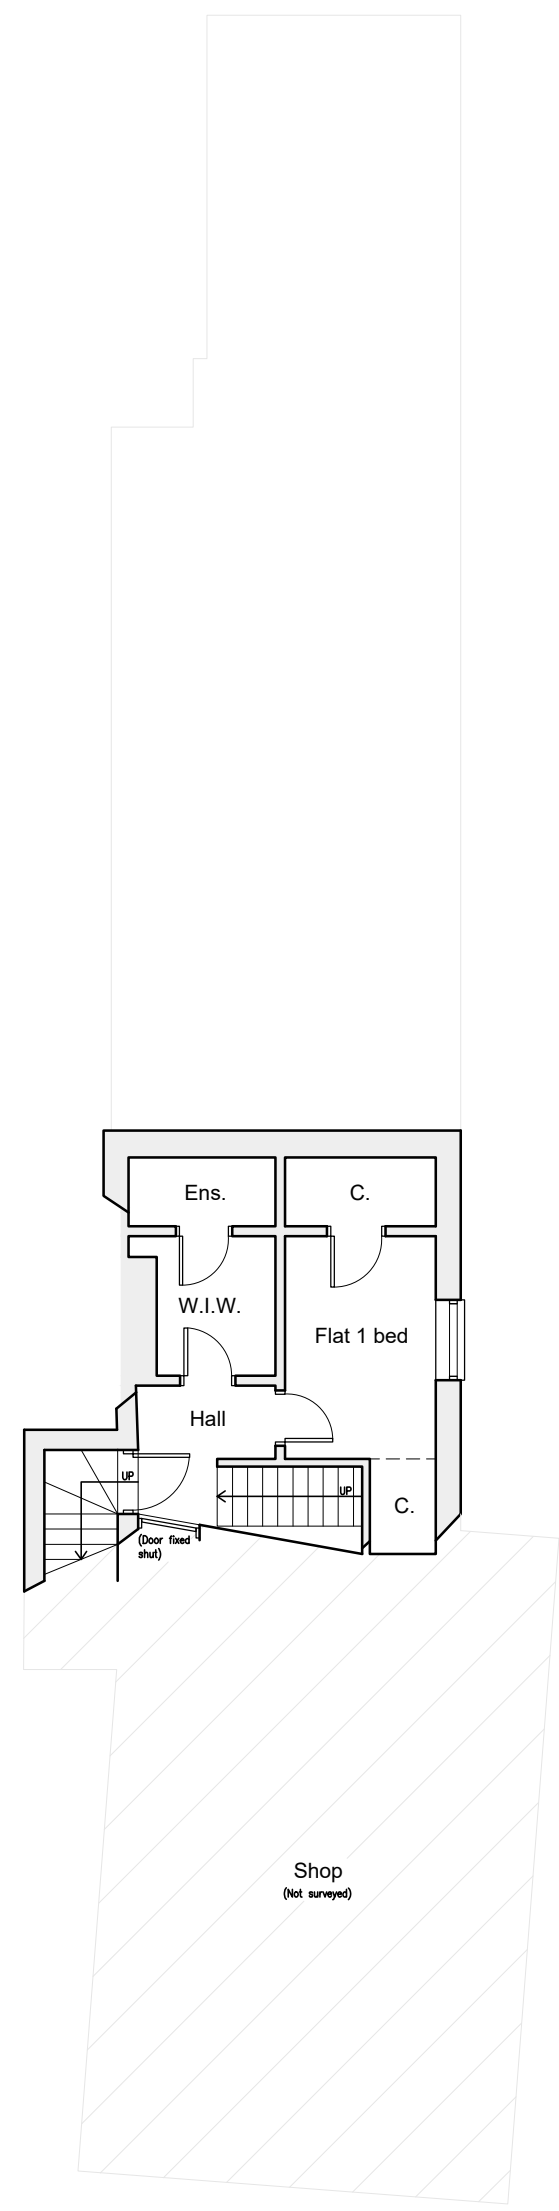 Ens.
C.
W.I.W.
Flat 1 bed
Hall
UP
UP
C.
(Door fixed
shut)
Shop
(Not surveyed)